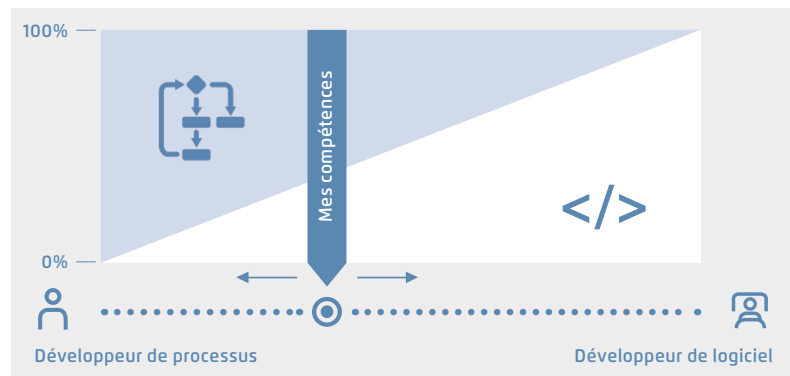 100%
Mes compétences
</>
0%
Développeur de processus
Développeur de logiciel